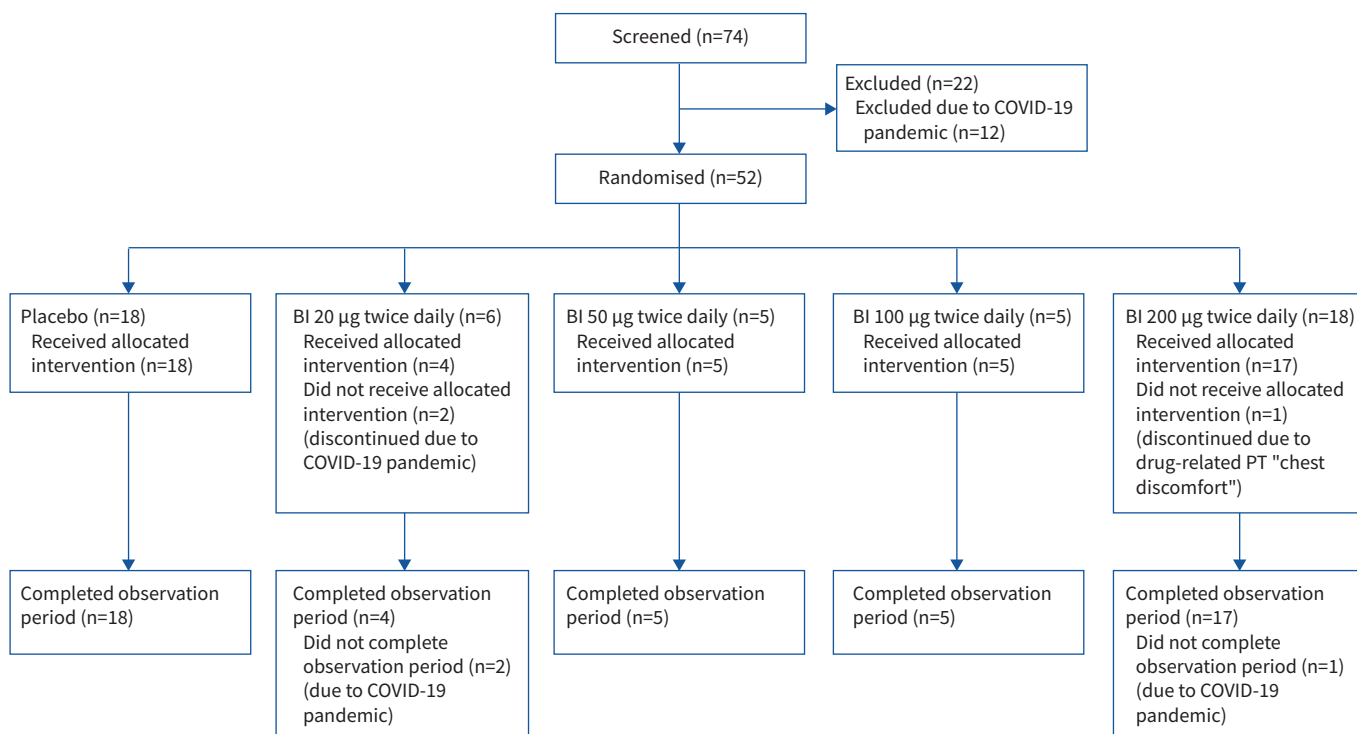 Screened (n=74)
Excluded (n=22)
Excluded due to COVID-19
pandemic (n=12)
Randomised (n=52)
Placebo (n=18)
Received allocated
intervention (n=18)
BI 20 µg twice daily (n=6)
Received allocated
intervention (n=4)
Did not receive allocated
intervention (n=2)
(discontinued due to
COVID-19 pandemic)
BI 50 µg twice daily (n=5)
Received allocated
intervention (n=5)
BI 100 µg twice daily (n=5)
Received allocated
intervention (n=5)
BI 200 µg twice daily (n=18)
Received allocated
intervention (n=17)
Did not receive allocated
intervention (n=1)
(discontinued due to
drug-related PT "chest
discomfort")
Completed observation
period (n=18)
Completed observation
period (n=4)
Did not complete
observation period (n=2)
(due to COVID-19
pandemic)
Completed observation
period (n=5)
Completed observation
period (n=5)
Completed observation
period (n=17)
Did not complete
observation period (n=1)
(due to COVID-19
pandemic)